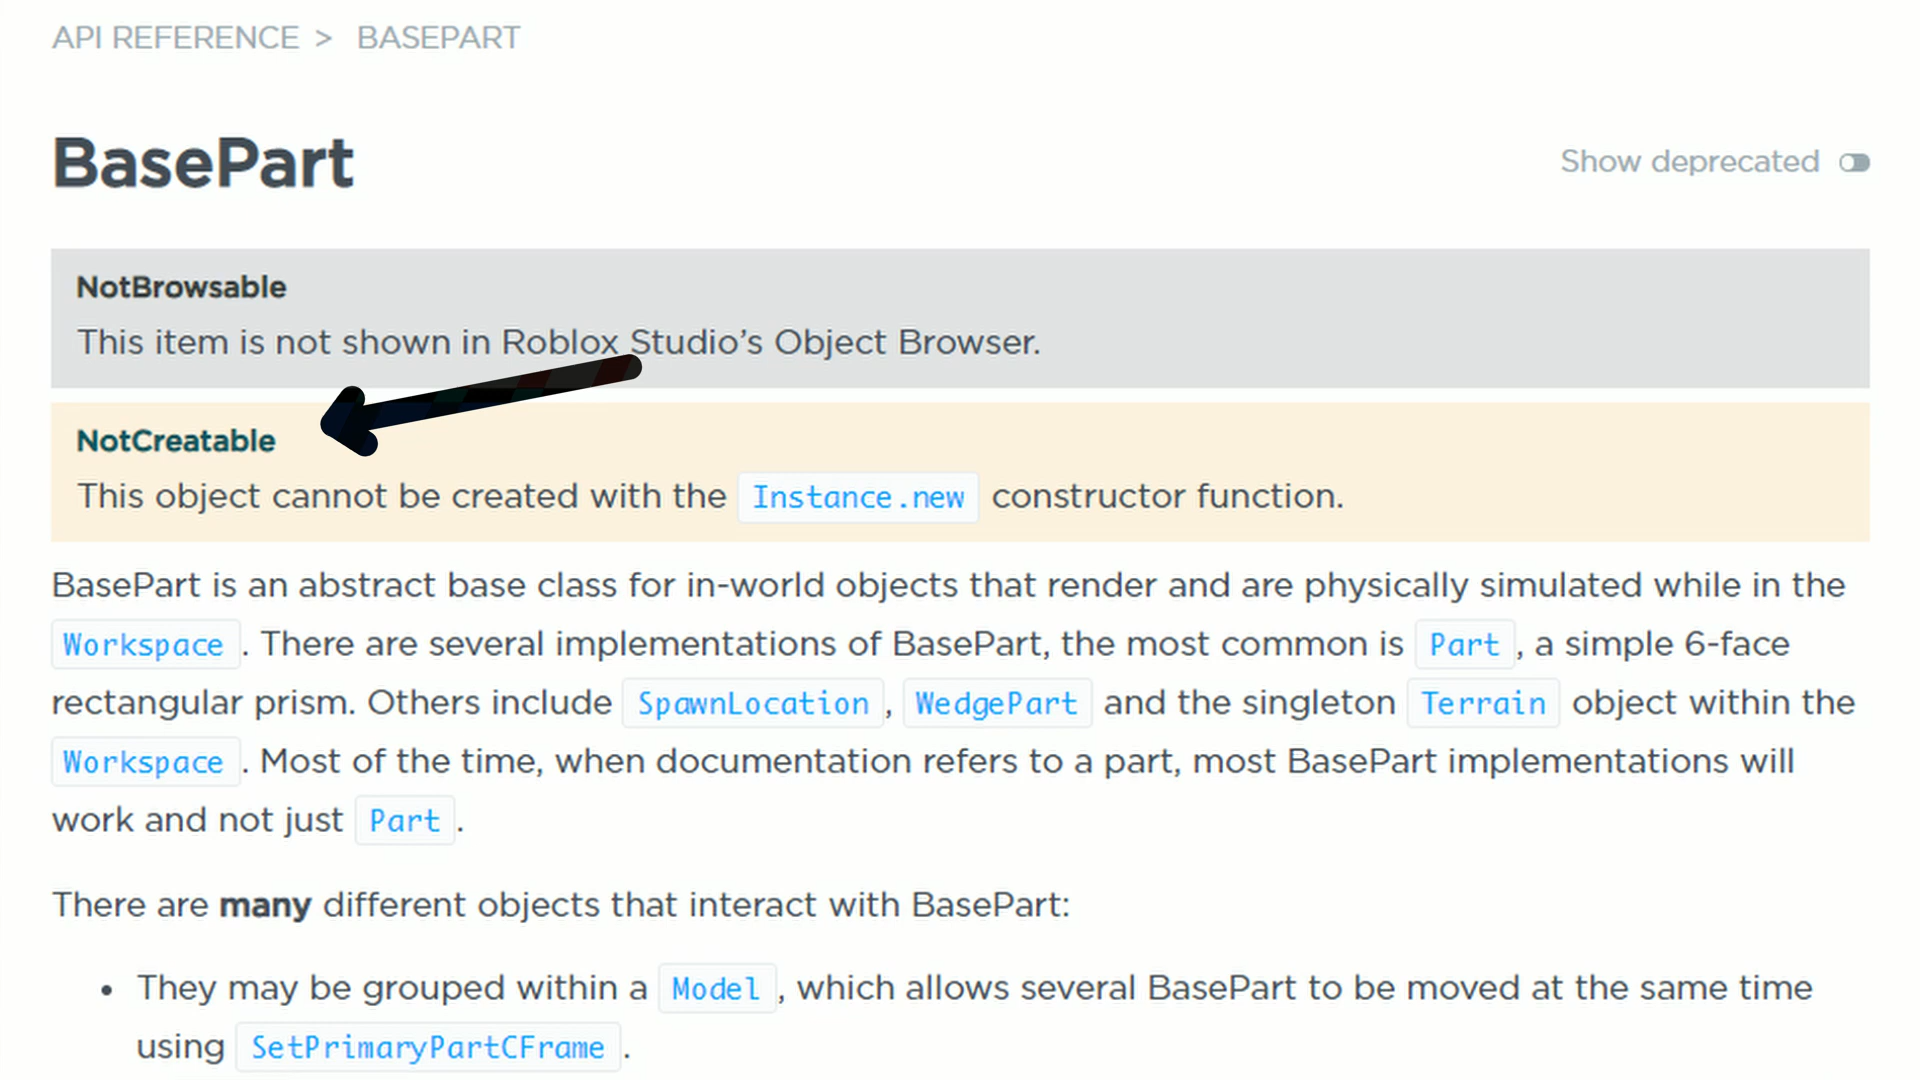 API REFERENCE > BASEPART
BasePart
Show deprecated
NotBrowsable
This item is not shown in Roblox Studio’s Object Browser.
NotCreatable
This object cannot be created with the Instance.new constructor function.
BasePart is an abstract base class for in-world objects that render and are physically simulated while in the
Workspace. There are several implementations of BasePart, the most common is Part, a simple 6-face
rectangular prism. Others include SpawnLocation, WedgePart and the singleton Terrain object within the
Workspace. Most of the time, when documentation refers to a part, most BasePart implementations will
work and not just Part.
There are many different objects that interact with BasePart:
• They may be grouped within a Model, which allows several BasePart to be moved at the same time
using SetPrimaryPartCFrame.